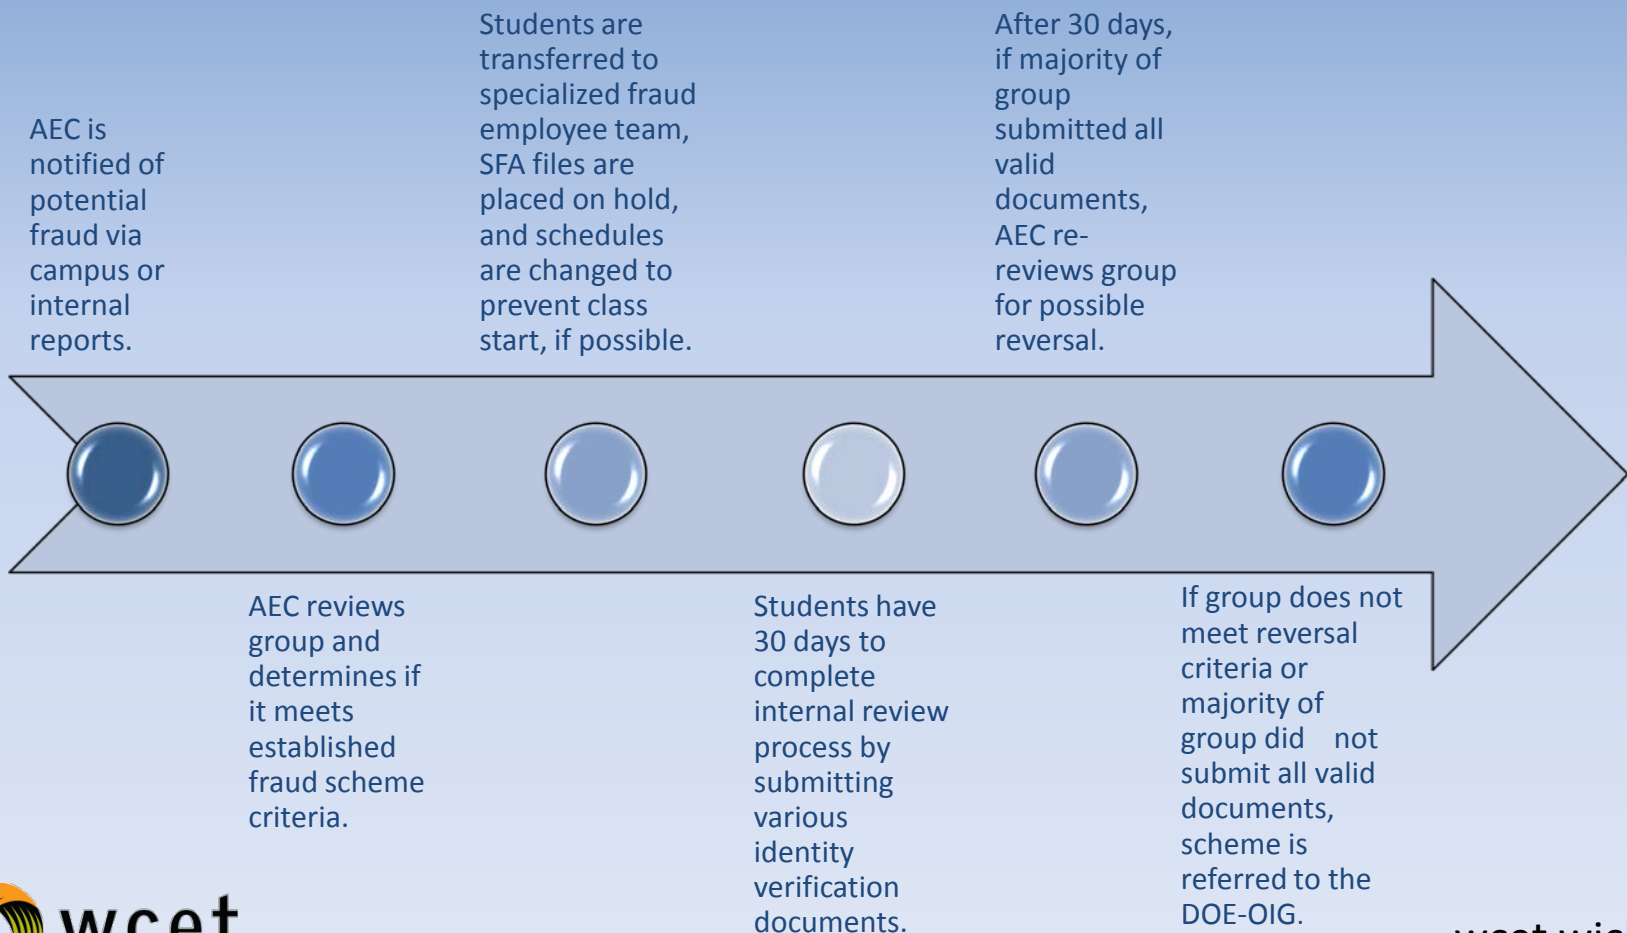 AEC is
notified of
potential
fraud via
campus or
internal
reports.
AEC reviews
group and
determines if
it meets
established
fraud scheme
criteria.
Students are
transferred to
specialized fraud
employee team,
SFA files are
placed on hold,
and schedules
are changed to
prevent class
start, if possible.
Students have
30 days to
complete
internal review
process by
submitting
various
identity
verification
documents.
After 30 days,
if majority of
group
submitted all
valid
documents,
AEC re-
reviews group
for possible
reversal.
If group does not
meet reversal
criteria or
majority of
group did    not
submit all valid
documents,
scheme is
referred to the
DOE-OIG.
wcet